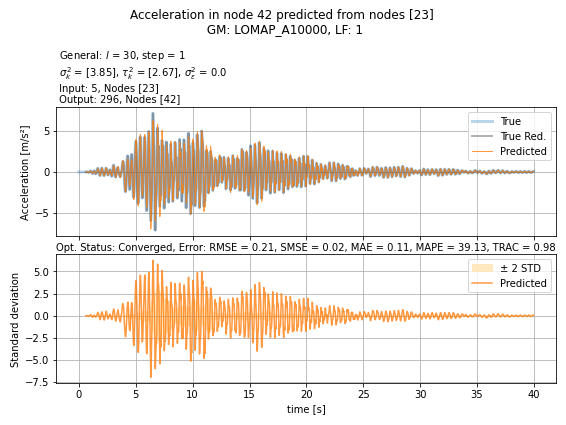 Acceleration in node 42 predicted from nodes [23]
GM: LOMAP_A10000, LF: 1
General: l = 30, step = 1
σ²ₖ = [3.85], τ²ₖ = [2.67], σ²ε = 0.0
Input: 5, Nodes [23]
Output: 296, Nodes [42]
Acceleration [m/s²]
5
0
−5
True
True Red.
Predicted
Opt. Status: Converged, Error: RMSE = 0.21, SMSE = 0.02, MAE = 0.11, MAPE = 39.13, TRAC = 0.98
Standard deviation
5.0
2.5
0.0
−2.5
−5.0
−7.5
± 2 STD
Predicted
0 5 10 15 20 25 30 35 40
time [s]